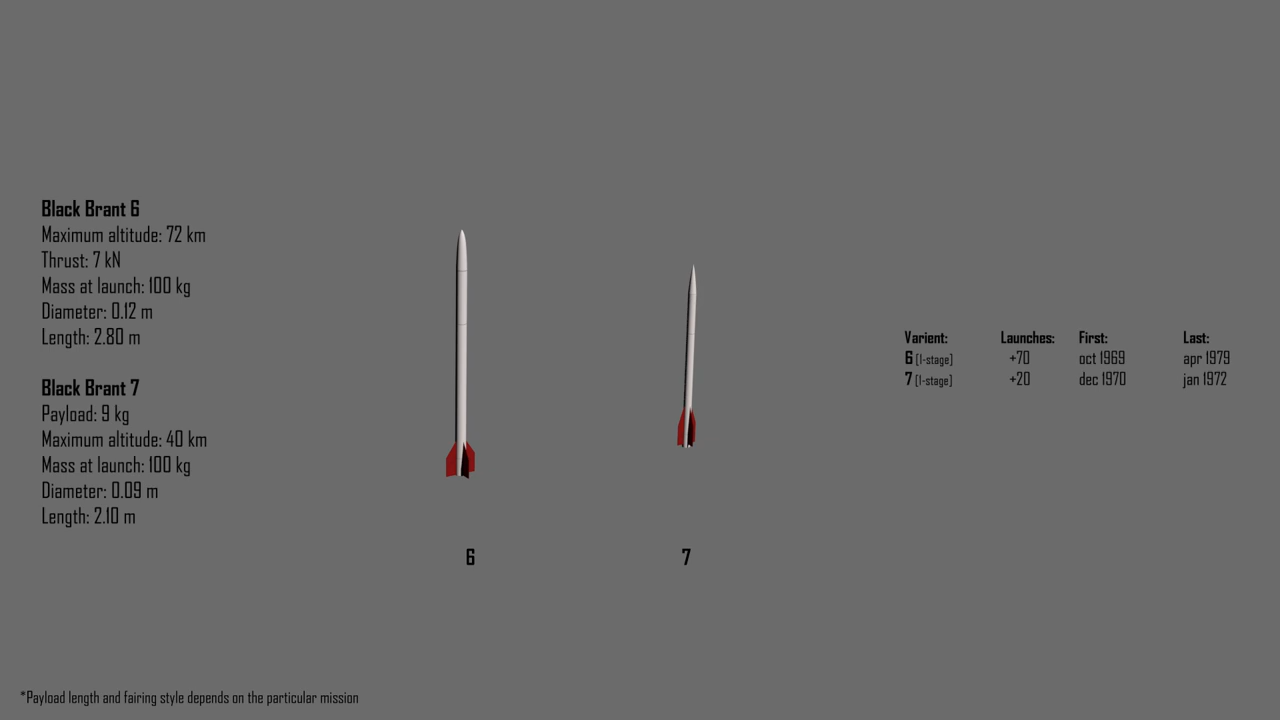 Black Brant 6
Maximum altitude: 72 km
Thrust: 7 kN
Mass at launch: 100 kg
Diameter: 0.12 m
Length: 2.80 m
Black Brant 7
Payload: 9 kg
Maximum altitude: 40 km
Mass at launch: 100 kg
Diameter: 0.09 m
Length: 2.10 m
6
7
Varient: Launches: First: Last:
6 [1-stage] +70 oct 1969 apr 1979
7 [1-stage] +20 dec 1970 jan 1972
*Payload length and fairing style depends on the particular mission